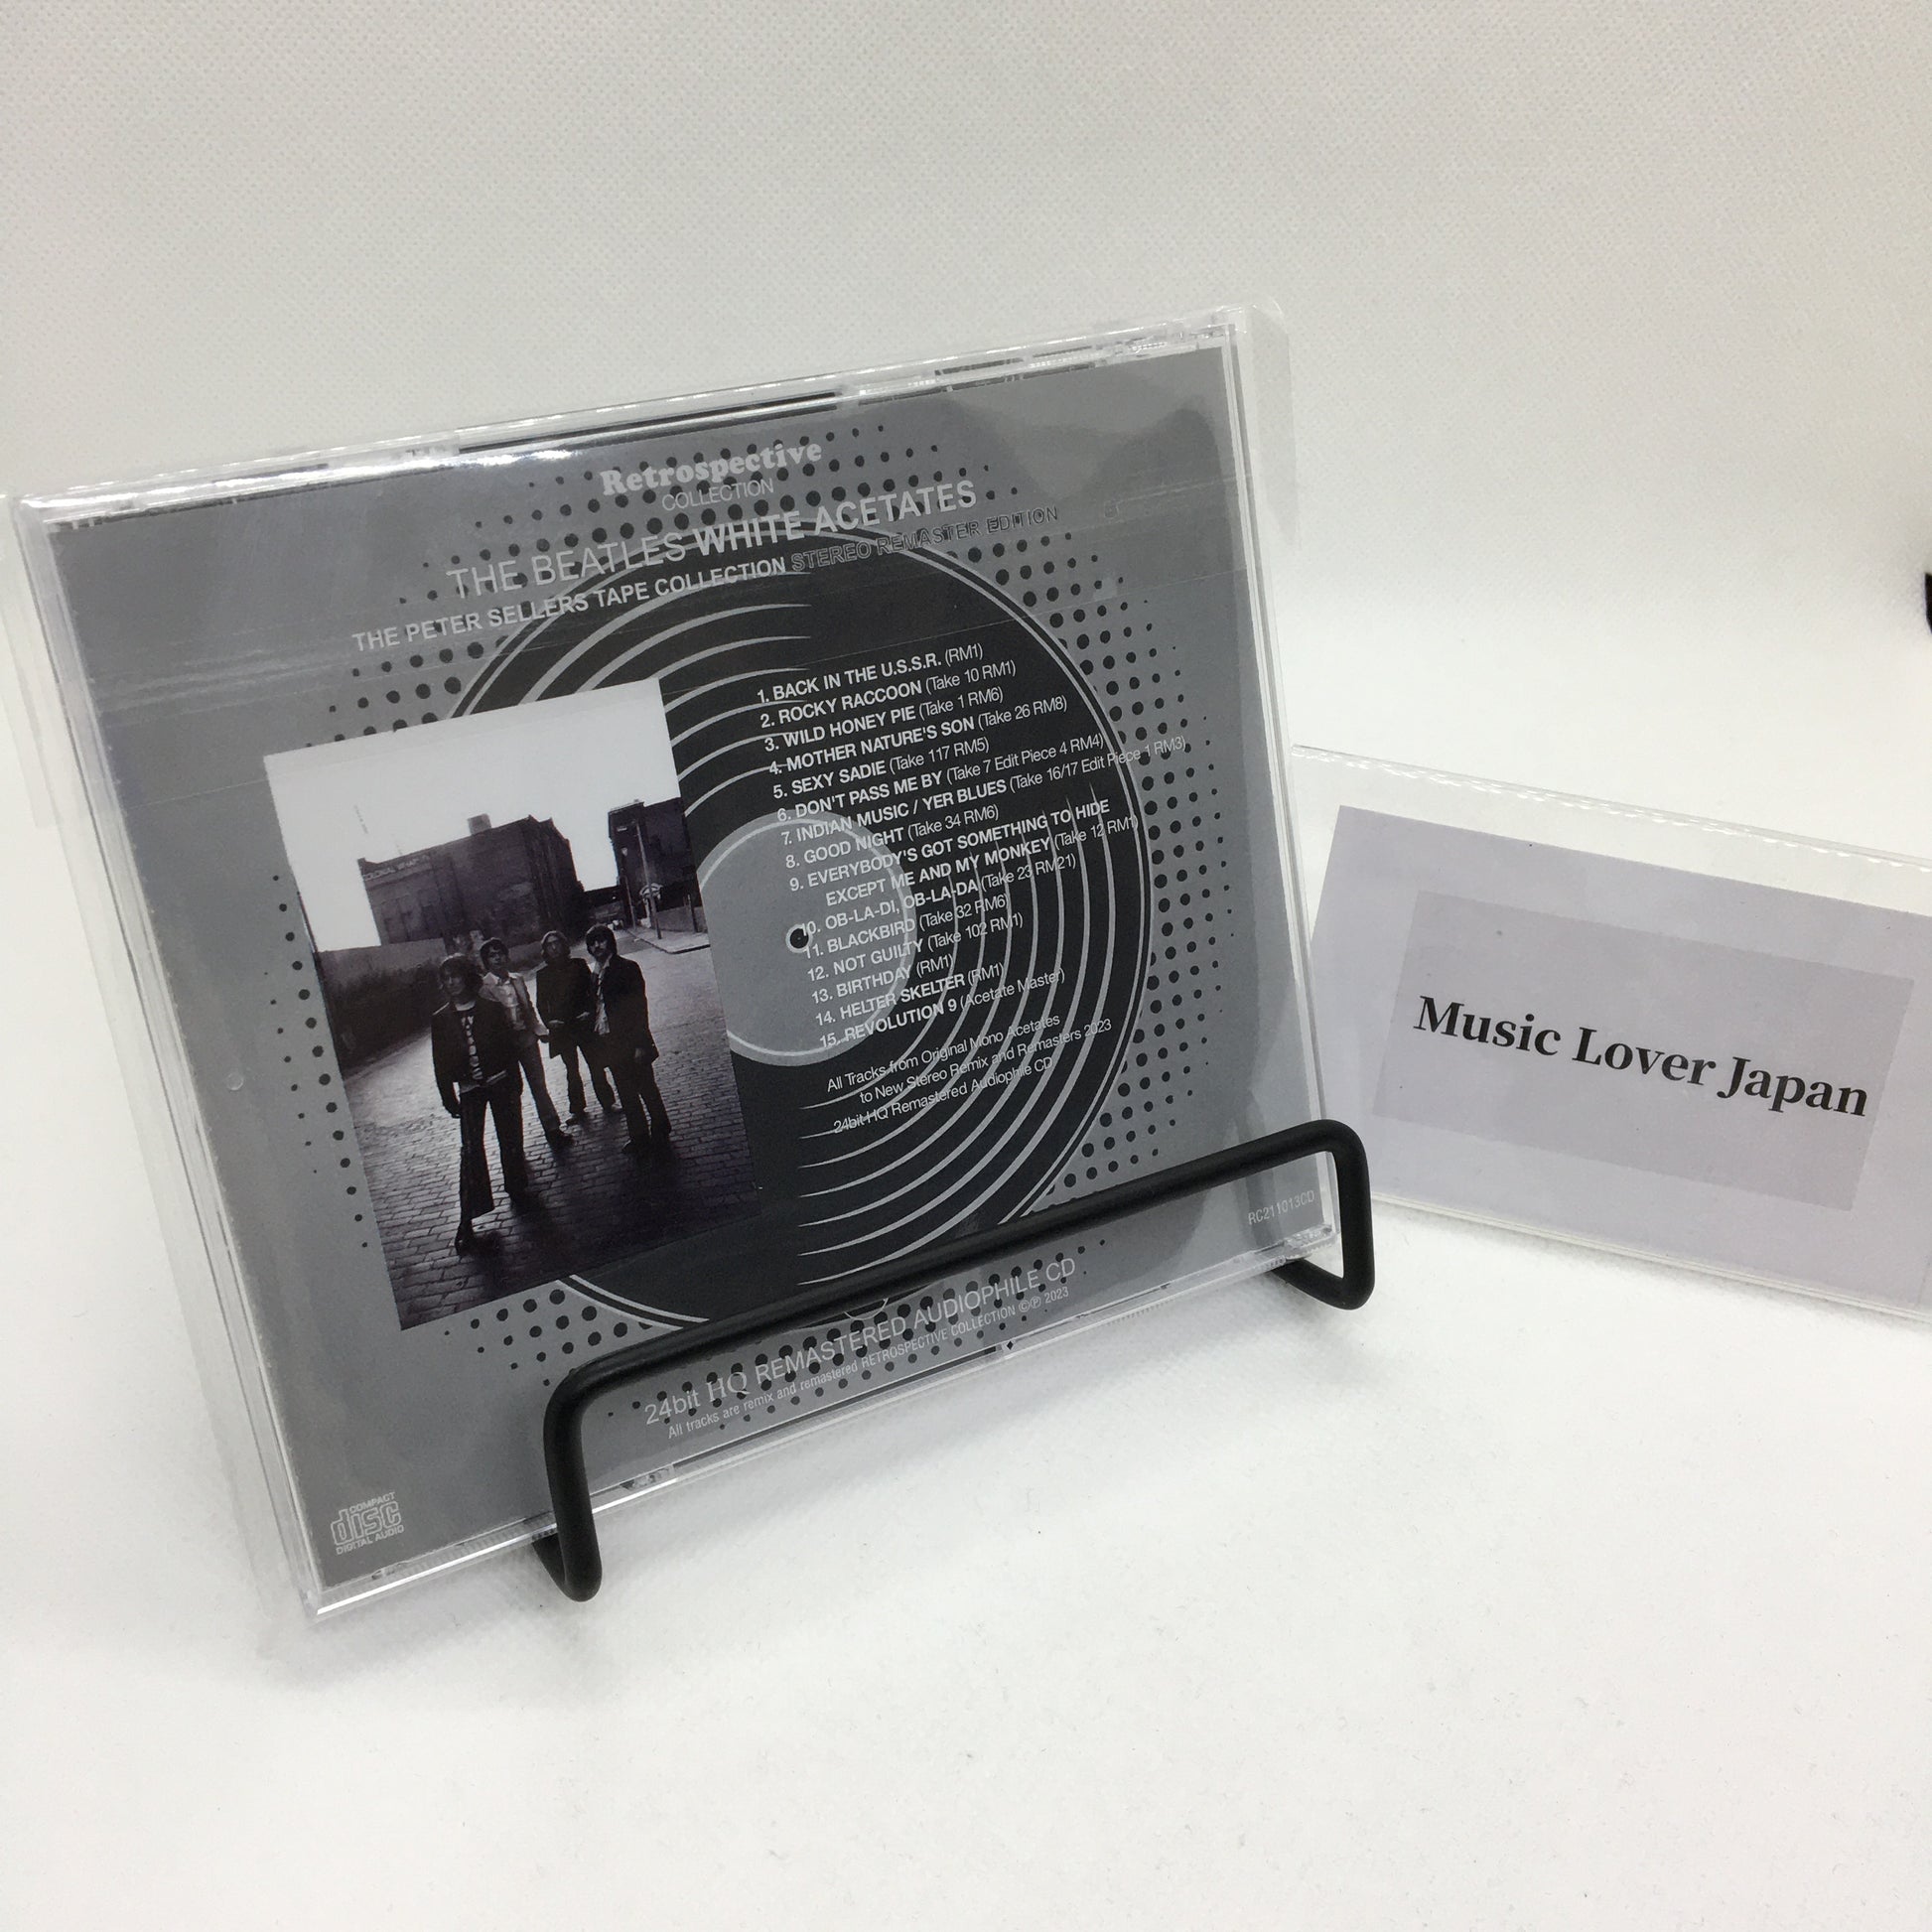 Retrospective
COLLECTION
THE BEATLES WHITE ACETATES
THE PETER SELLERS TAPE COLLECTION STEREO REMASTER EDITION
1. BACK IN THE U.S.S.R. (RM1)
2. ROCKY RACCOON (Take 10 RM1)
3. WILD HONEY PIE (Take 1 RM6)
4. MOTHER NATURE'S SON (Take 26 RM8)
5. SEXY SADIE (Take 117 RM5)
6. DON'T PASS ME BY (Take 7 Edit Piece 4 RM4)
7. INDIAN MUSIC / YER BLUES (Take 16/17 Edit Piece 1 RM3)
8. GOOD NIGHT (Take 34 RM6)
9. EVERYBODY'S GOT SOMETHING TO HIDE
EXCEPT ME AND MY MONKEY (Take 12 RM1)
10. OB-LA-DI, OB-LA-DA (Take 23 RM21)
11. BLACKBIRD (Take 32 RM6)
12. NOT GUILTY (Take 102 RM1)
13. BIRTHDAY (RM1)
14. HELTER SKELTER (RM1)
15. REVOLUTION 9 (Acetate Master)
All Tracks from Original Mono Acetates
to New Stereo Remix and Remasters 2023
24bit HQ Remastered Audiophile CD
RC211013CD
24bit HQ REMASTERED AUDIOPHILE CD
All tracks are remix and remastered RETROSPECTIVE COLLECTION ©℗ 2023
COMPACT
disc
DIGITAL AUDIO
Music Lover Japan